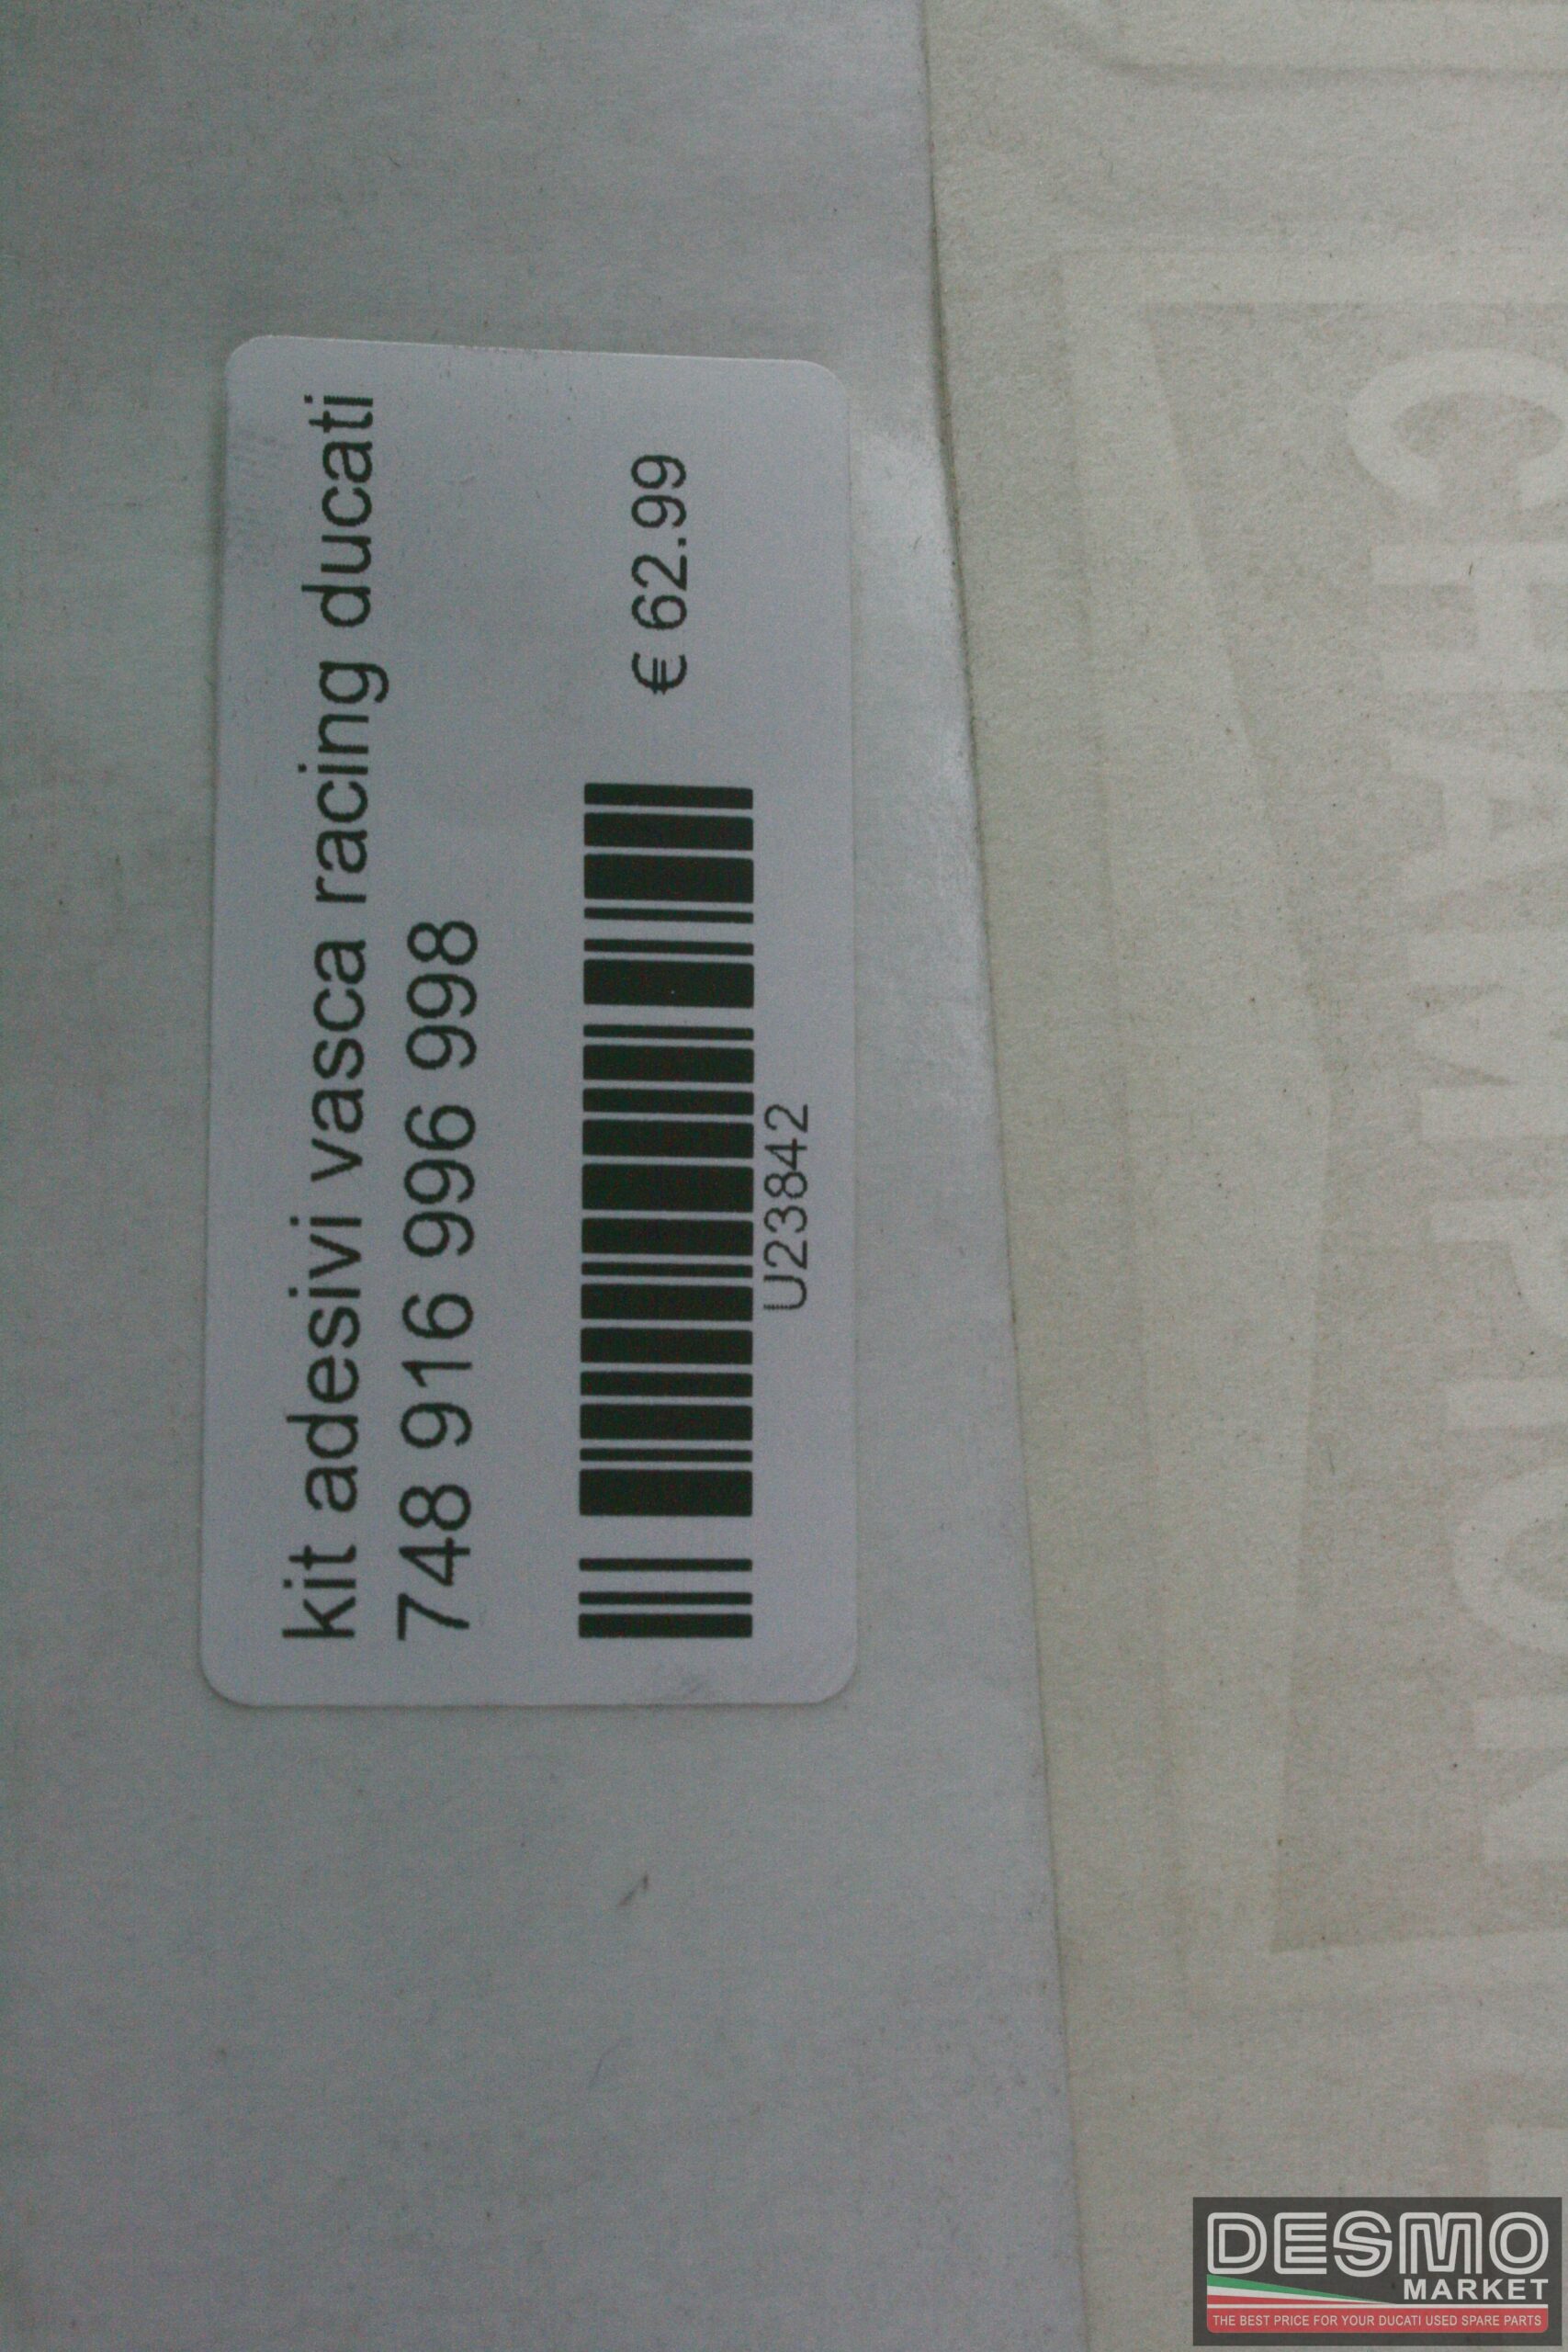 kit adesivi vasca racing ducati
748 916 996 998
€ 62.99
U23842
CHAMPION
DESMO
MARKET
THE BEST PRICE FOR YOUR DUCATI USED SPARE PARTS